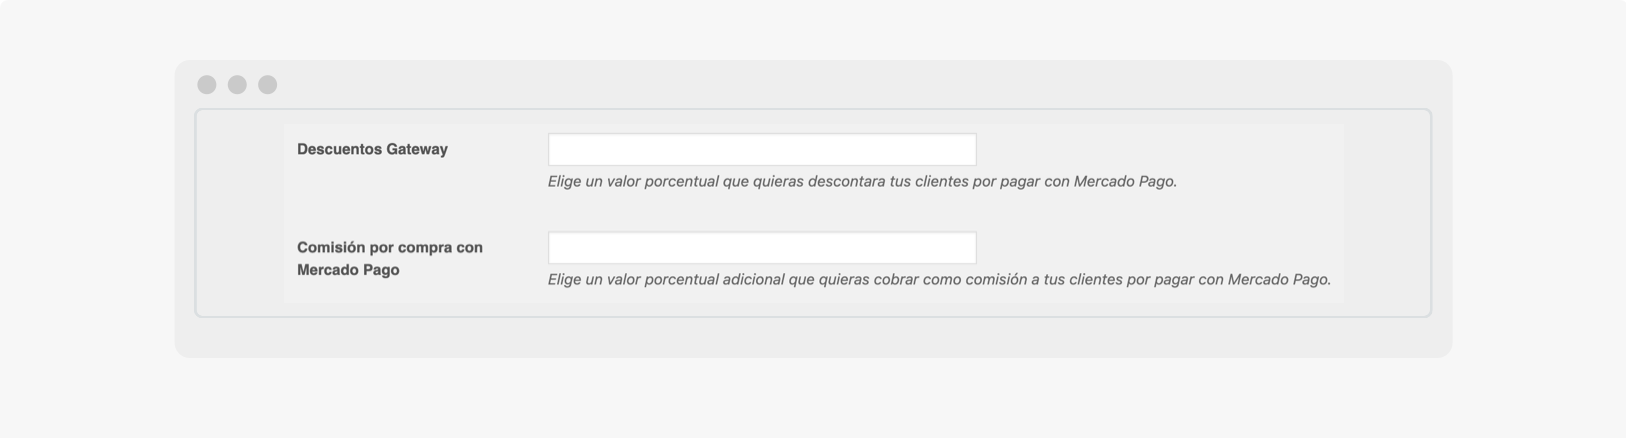 Descuentos Gateway
Elige un valor porcentual que quieras descontara tus clientes por pagar con Mercado Pago.
Comisión por compra con
Mercado Pago
Elige un valor porcentual adicional que quieras cobrar como comisión a tus clientes por pagar con Mercado Pago.